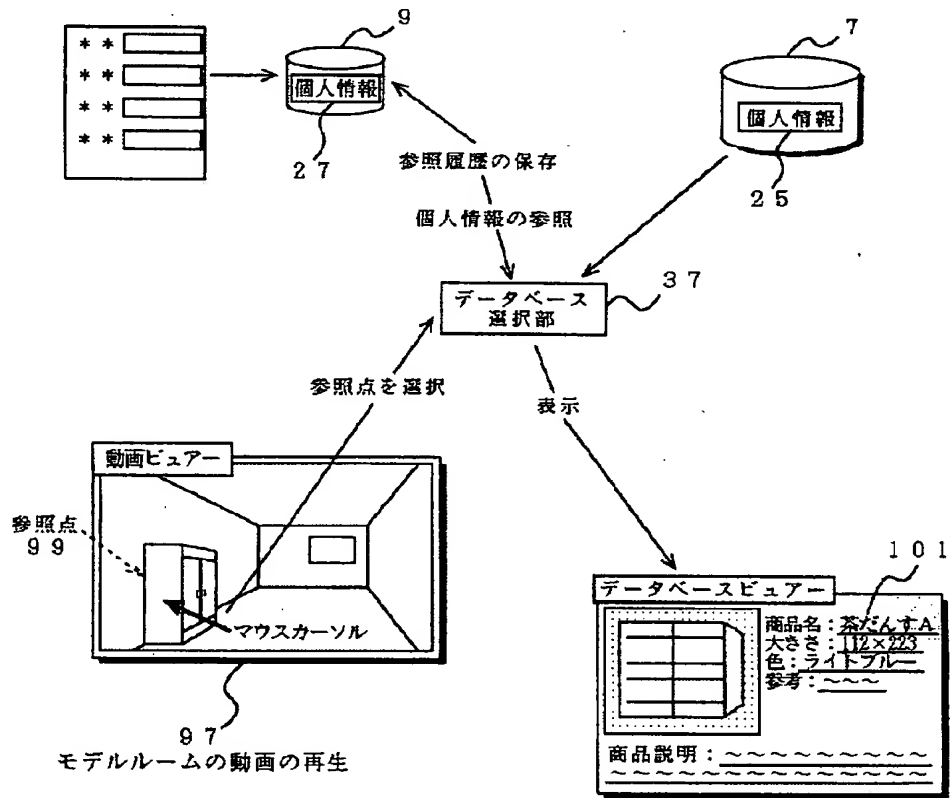 9
7
* *
* *
* *
* *
個人情報
個人情報
27
25
参照履歴の保存
個人情報の参照
37
データベース
選択部
参照点を選択
表示
動画ビュアー
参照点
99
マウスカーソル
97
モデルルームの動画の再生
101
データベースビュアー
商品名:茶だんすA
大きさ:112×223
色:ライトブルー
参考:~~~
商品説明:~~~~~~~~~
~~~~~~~~~~~~~~